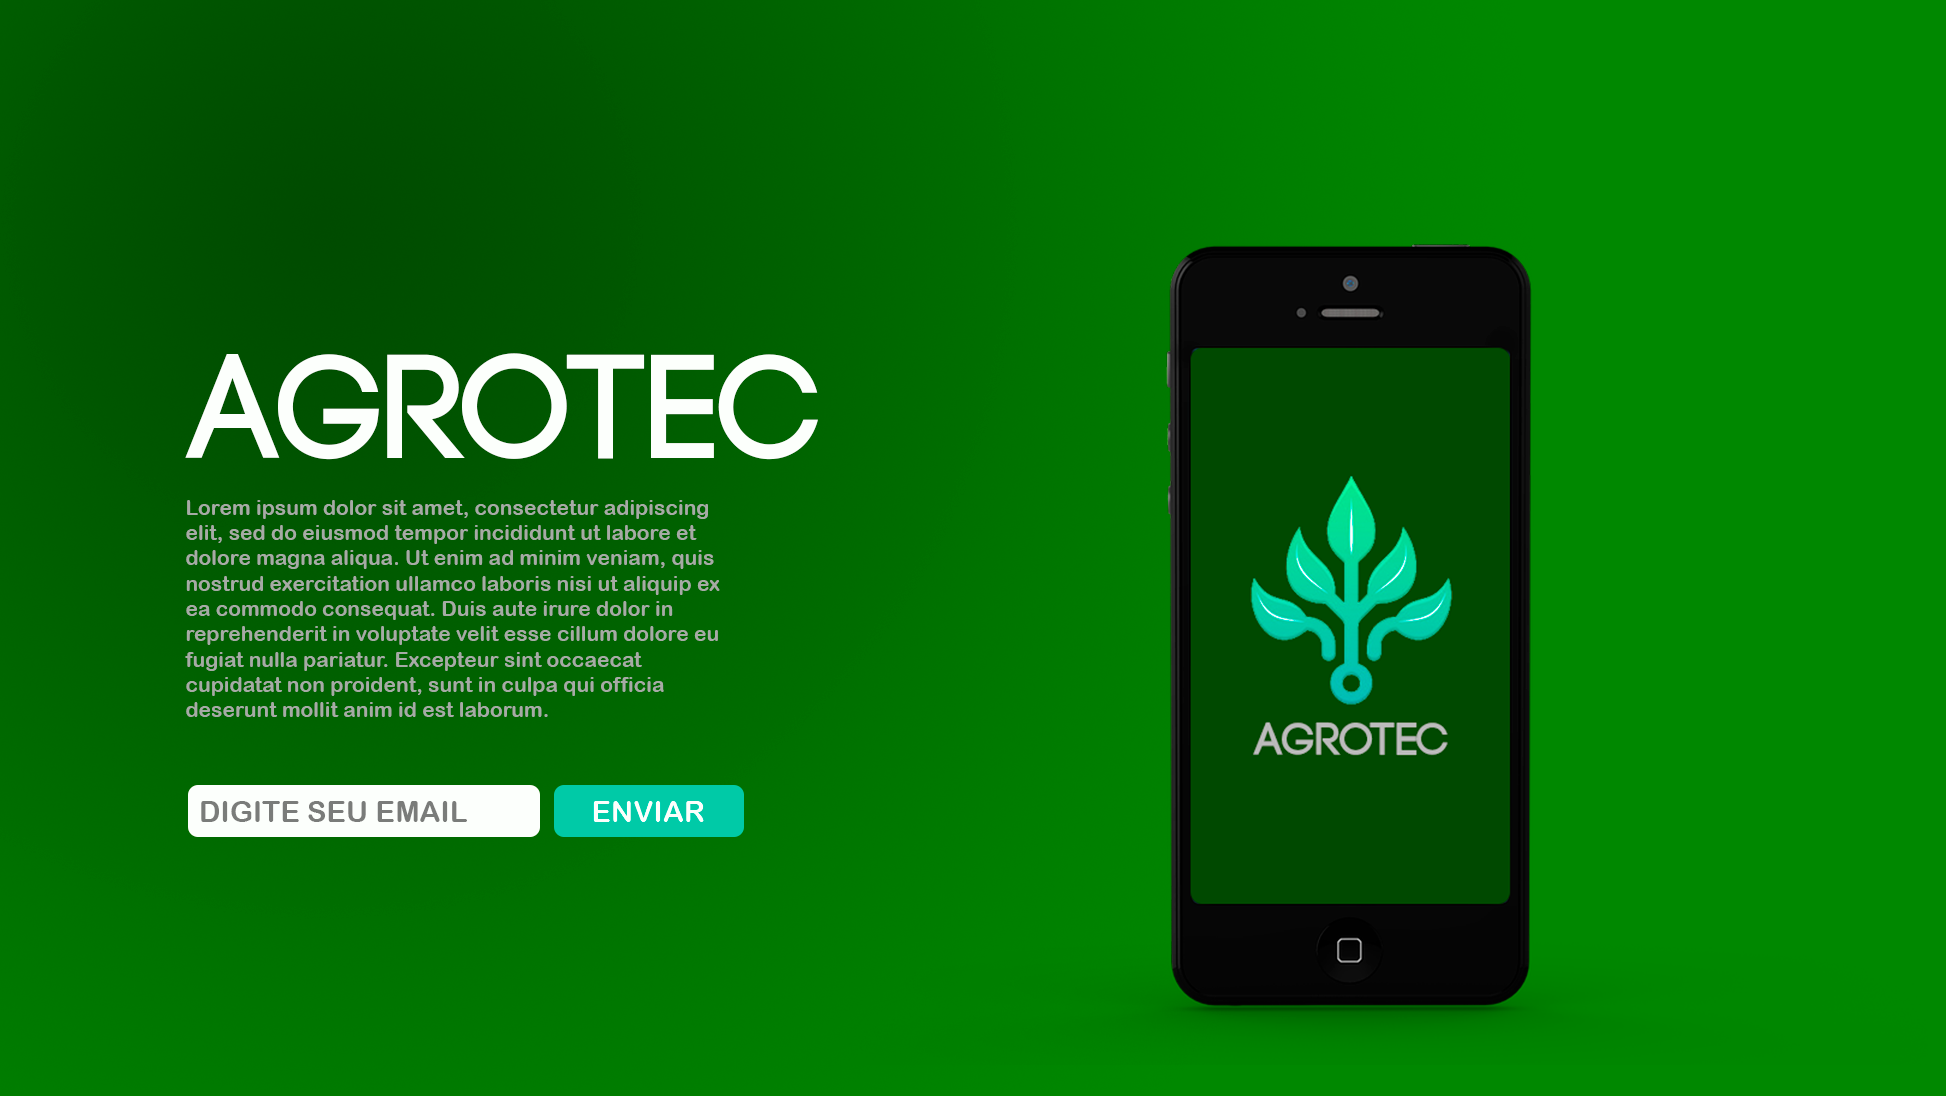 AGROTEC
Lorem ipsum dolor sit amet, consectetur adipiscing
elit, sed do eiusmod tempor incididunt ut labore et
dolore magna aliqua. Ut enim ad minim veniam, quis
nostrud exercitation ullamco laboris nisi ut aliquip ex
ea commodo consequat. Duis aute irure dolor in
reprehenderit in voluptate velit esse cillum dolore eu
fugiat nulla pariatur. Excepteur sint occaecat
cupidatat non proident, sunt in culpa qui officia
deserunt mollit anim id est laborum.
DIGITE SEU EMAIL
ENVIAR
AGROTEC